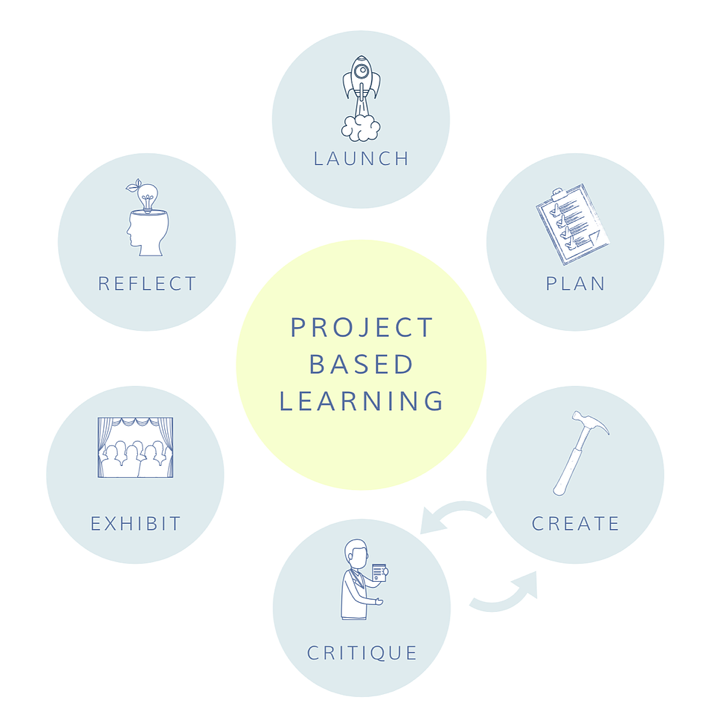 LAUNCH
REFLECT
PLAN
PROJECT
BASED
LEARNING
EXHIBIT
CREATE
CRITIQUE